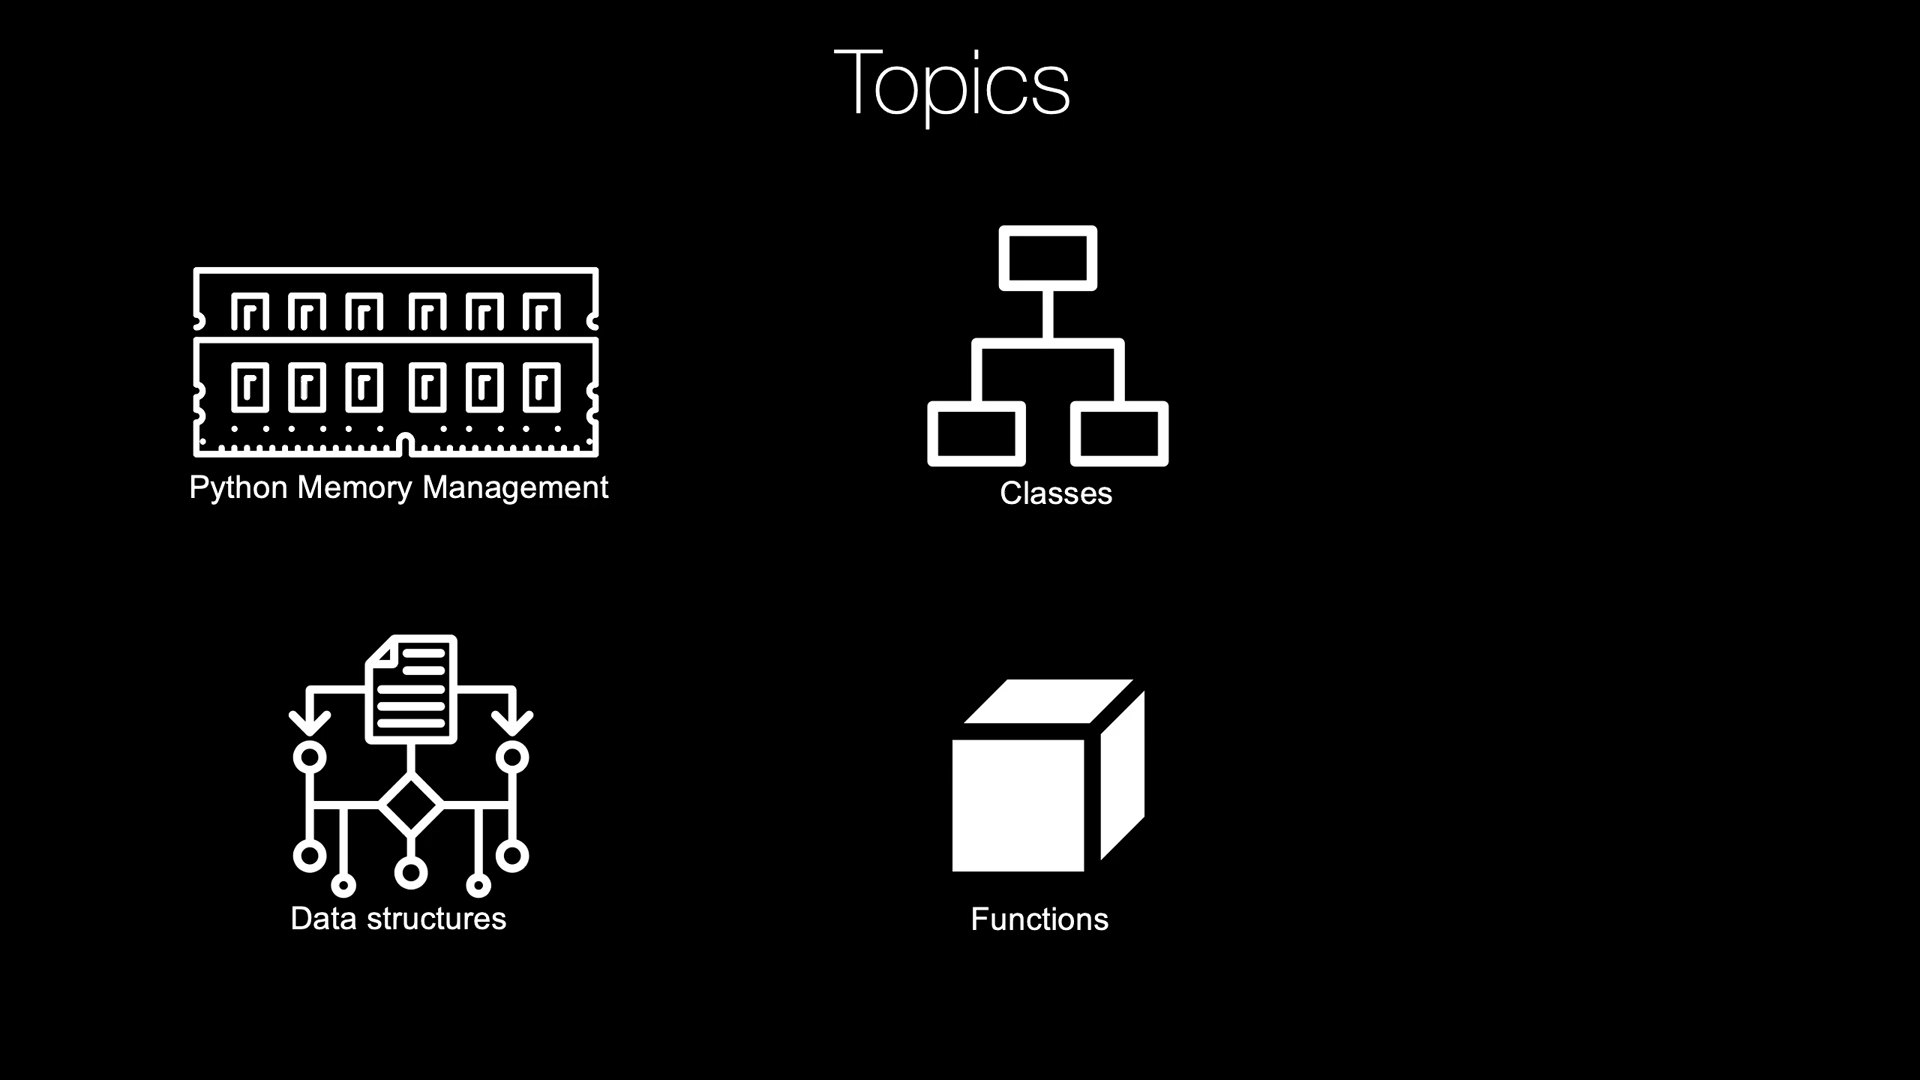 Topics
Python Memory Management
Classes
Data structures
Functions